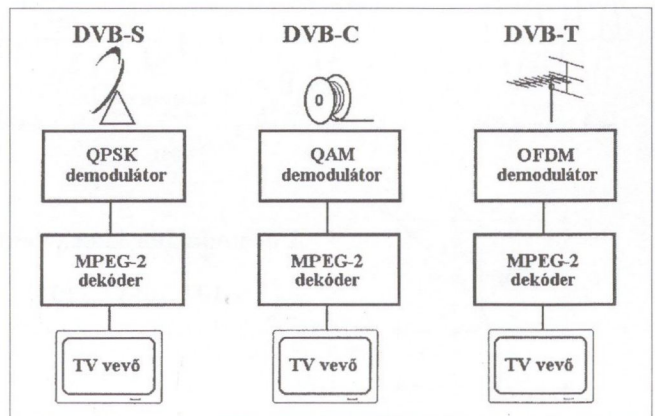 DVB-S
DVB-C
DVB-T
QPSK
demodulátor
QAM
demodulátor
OFDM
demodulátor
MPEG-2
dekóder
MPEG-2
dekóder
MPEG-2
dekóder
TV vevő
TV vevő
TV vevő